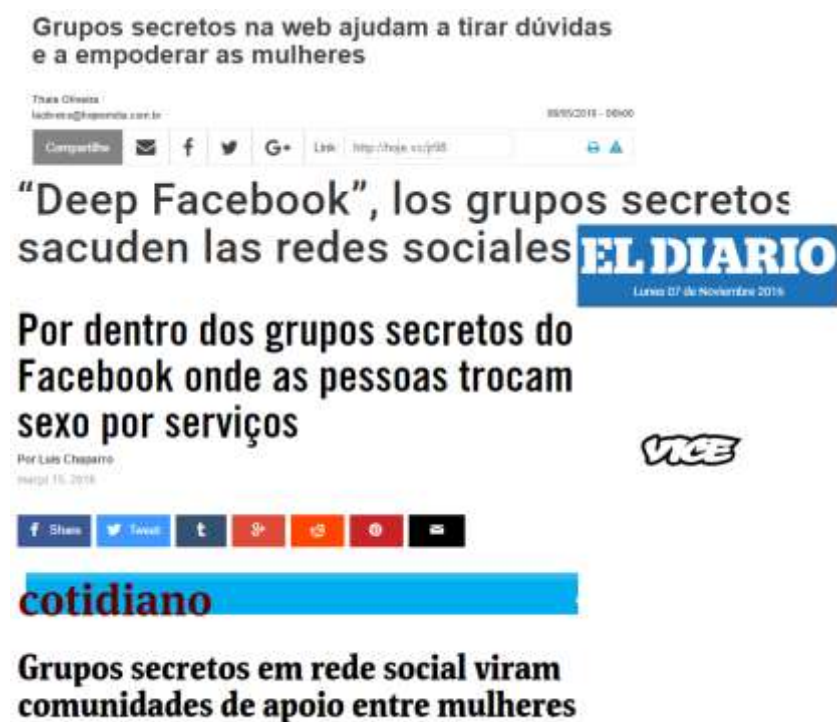 Grupos secretos na web ajudam a tirar dúvidas
e a empoderar as mulheres
Thais Oliveira
Compartilhe G+ Link
"Deep Facebook", los grupos secretos
sacuden las redes sociales
EL DIARIO
Lunes 07 de Noviembre 2016
Por dentro dos grupos secretos do
Facebook onde as pessoas trocam
sexo por serviços
VICE
Por Luis Chaparro
março 15, 2016
Share Tweet
cotidiano
Grupos secretos em rede social viram
comunidades de apoio entre mulheres